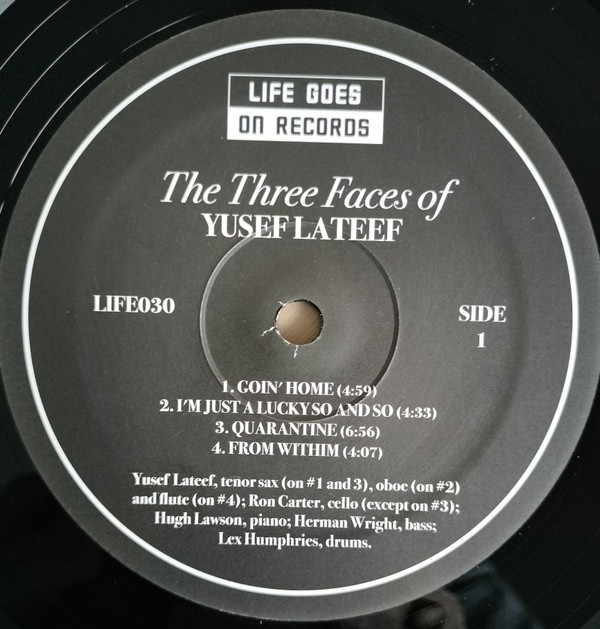 LIFE GOES
ON RECORDS
The Three Faces of
YUSEF LATEEF
LIFE030
SIDE
1
1. GOIN' HOME (4:59)
2. I'M JUST A LUCKY SO AND SO (4:33)
3. QUARANTINE (6:56)
4. FROM WITHIM (4:07)
Yusef Lateef, tenor sax (on #1 and 3), oboe (on #2)
and flute (on #4); Ron Carter, cello (except on #3);
Hugh Lawson, piano; Herman Wright, bass;
Lex Humphries, drums.